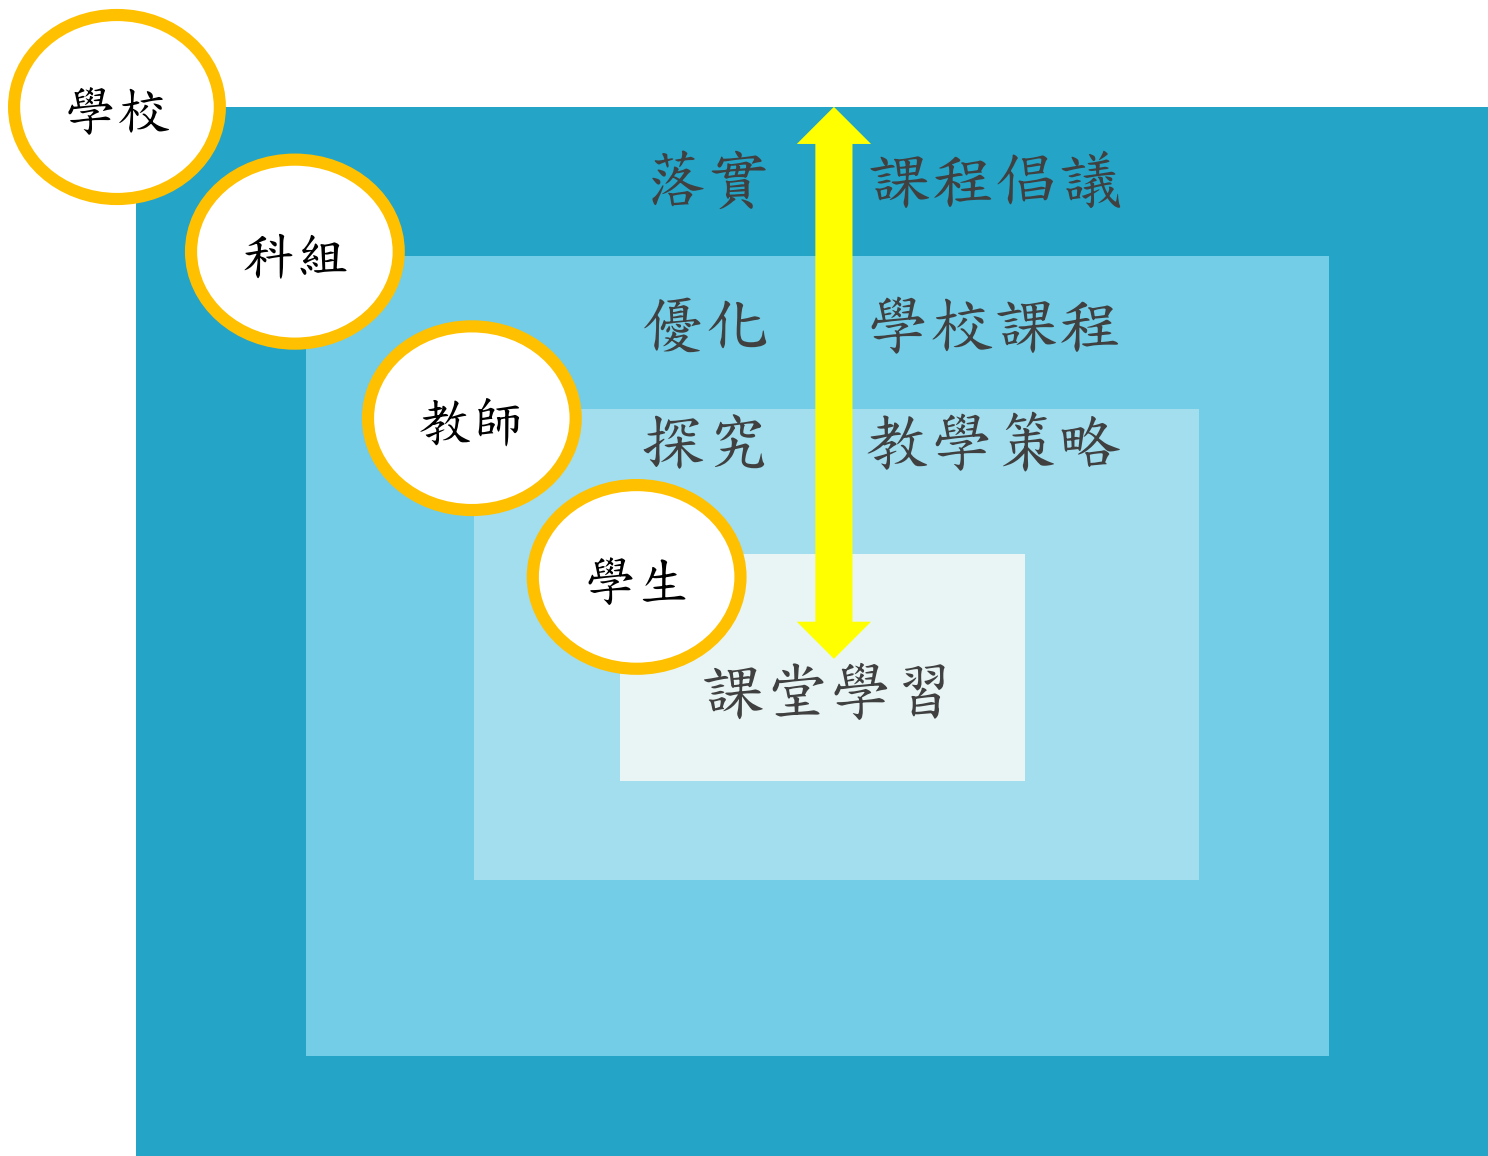 學校
落實 課程倡議
科組
優化 學校課程
教師
探究 教學策略
學生
課堂學習